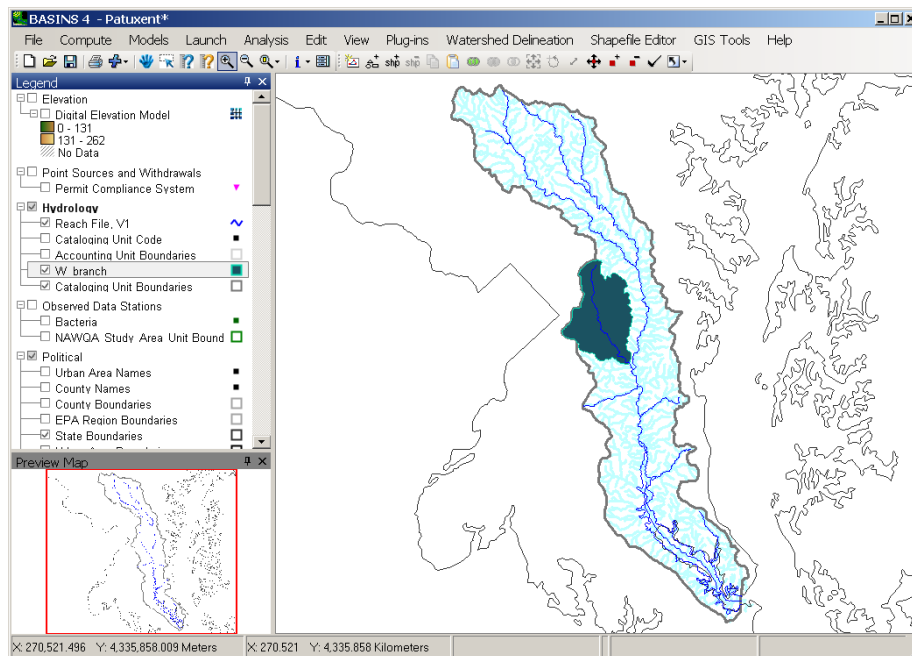 BASINS 4 - Patuxent*
File Compute Models Launch Analysis Edit View Plug-ins Watershed Delineation Shapefile Editor GIS Tools Help
shp shp
Legend
Elevation
Digital Elevation Model
0 - 131
131 - 262
No Data
Point Sources and Withdrawals
Permit Compliance System
Hydrology
Reach File, V1
Cataloging Unit Code
Accounting Unit Boundaries
W_branch
Cataloging Unit Boundaries
Observed Data Stations
Bacteria
NAWQA Study Area Unit Bound
Political
Urban Area Names
County Names
County Boundaries
EPA Region Boundaries
State Boundaries
Preview Map
X: 270,521.496 Y: 4,335,858.009 Meters X: 270.521 Y: 4,335.858 Kilometers